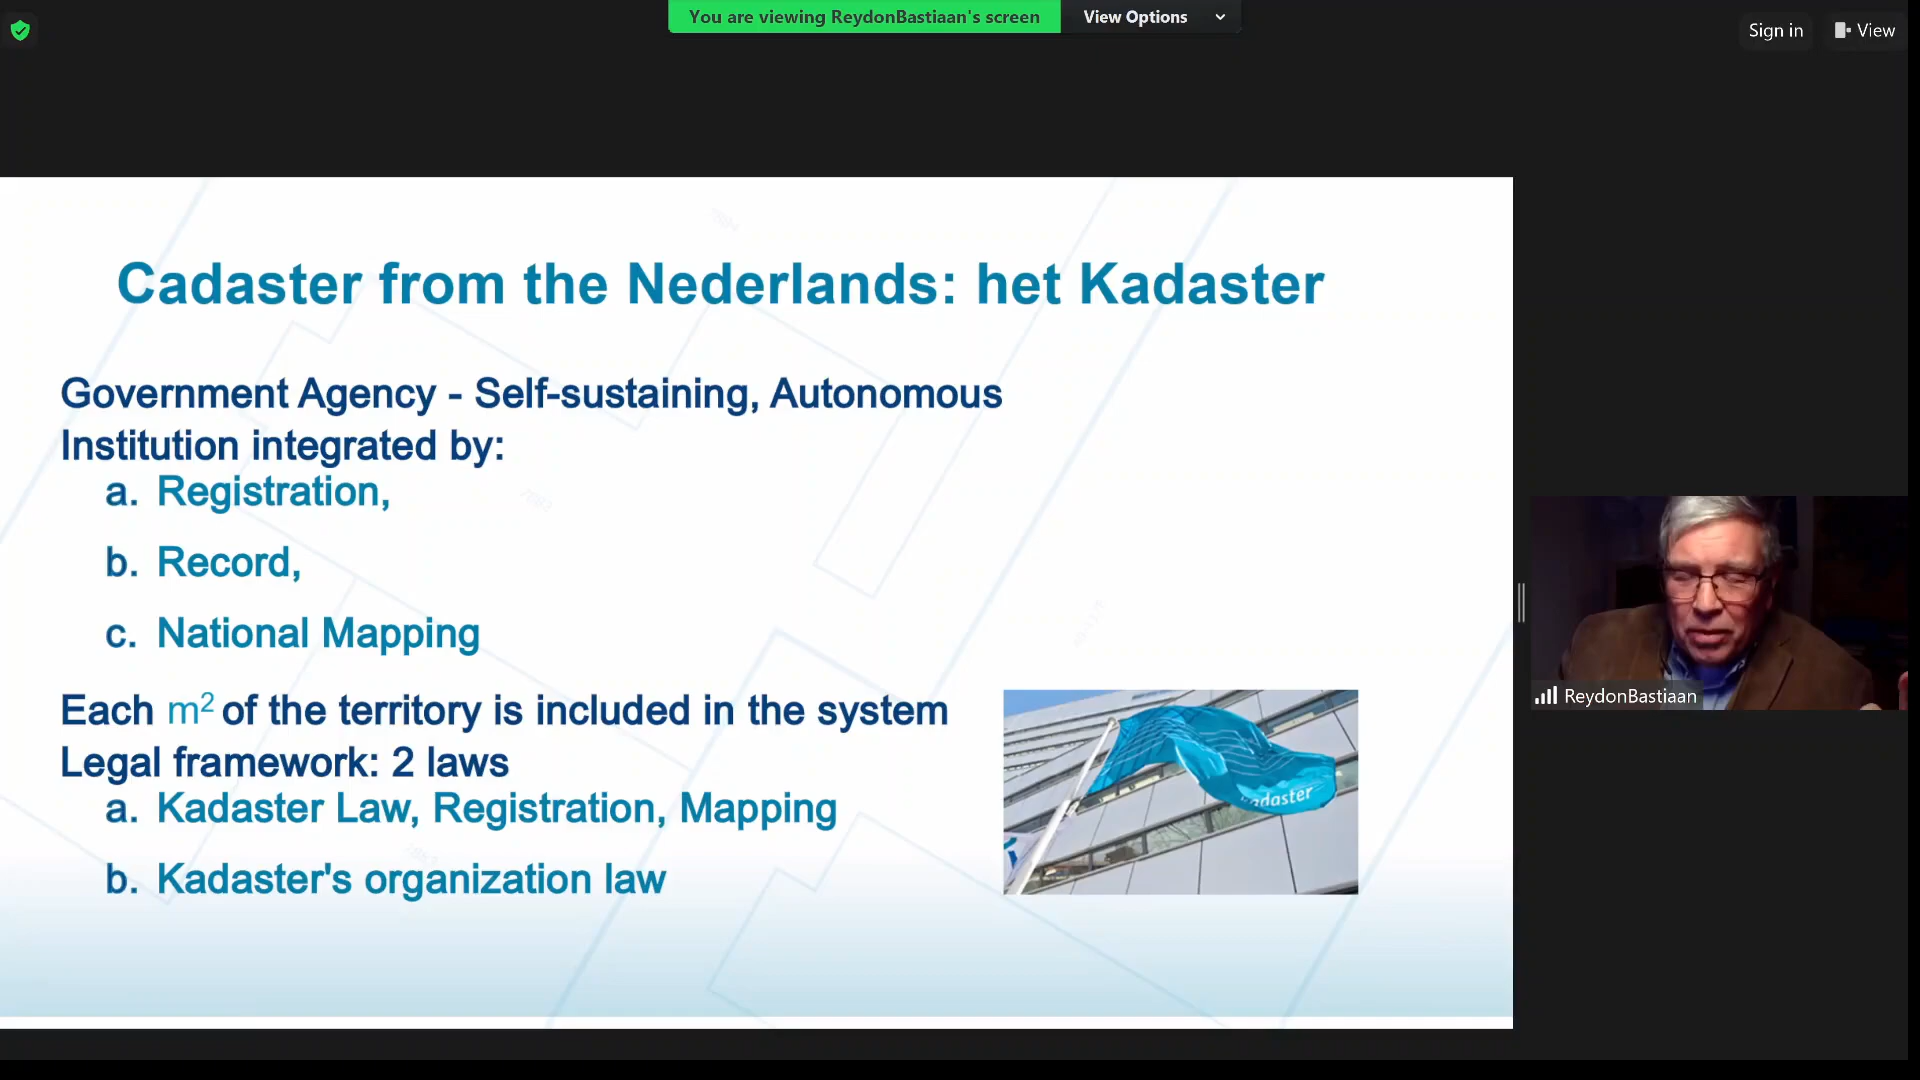 You are viewing ReydonBastiaan's screen
View Options
Sign in
View
Cadaster from the Nederlands: het Kadaster
Government Agency - Self-sustaining, Autonomous
Institution integrated by:
a. Registration,
b. Record,
c. National Mapping
Each m² of the territory is included in the system
Legal framework: 2 laws
a. Kadaster Law, Registration, Mapping
b. Kadaster's organization law
kadaster
ReydonBastiaan